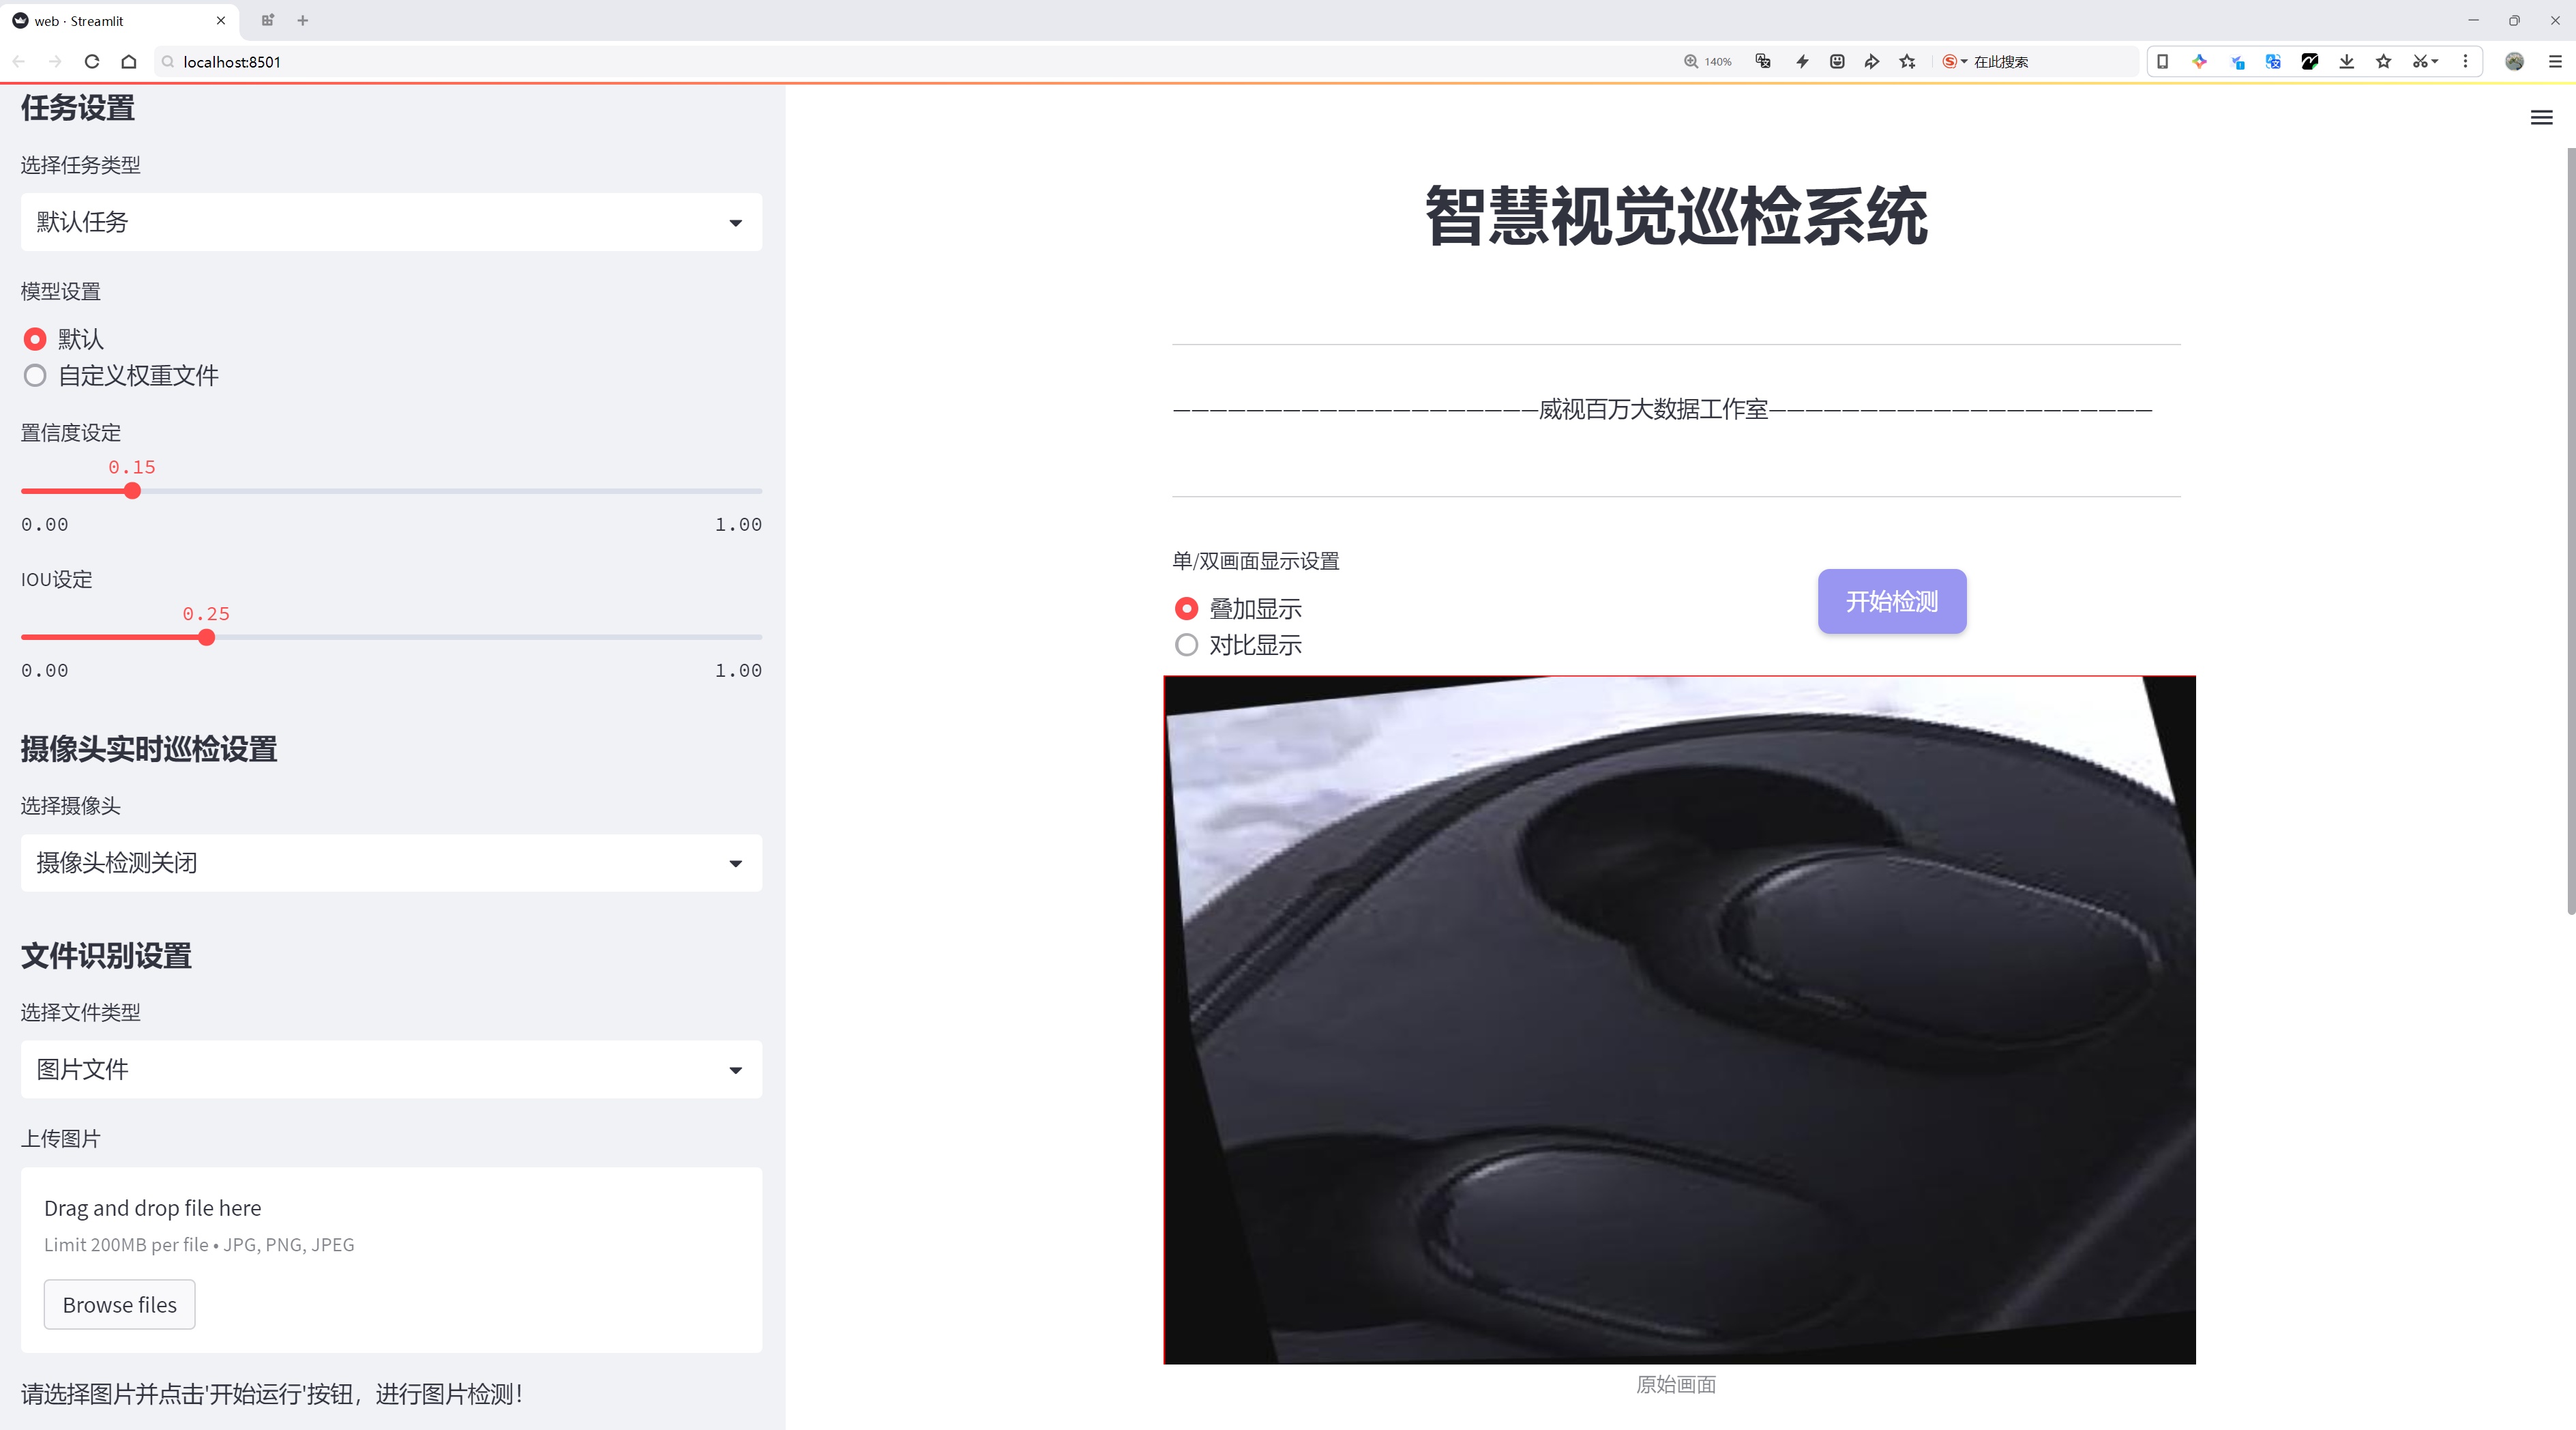 web · Streamlit
localhost:8501
140%
在此搜索
任务设置
选择任务类型
默认任务
模型设置
默认
自定义权重文件
置信度设定
0.15
0.00
1.00
IOU设定
0.25
0.00
1.00
摄像头实时巡检设置
选择摄像头
摄像头检测关闭
文件识别设置
选择文件类型
图片文件
上传图片
Drag and drop file here
Limit 200MB per file • JPG, PNG, JPEG
Browse files
请选择图片并点击'开始运行'按钮，进行图片检测！
智慧视觉巡检系统
————————————————————威视百万大数据工作室—————————————————————
单/双画面显示设置
叠加显示
对比显示
开始检测
原始画面